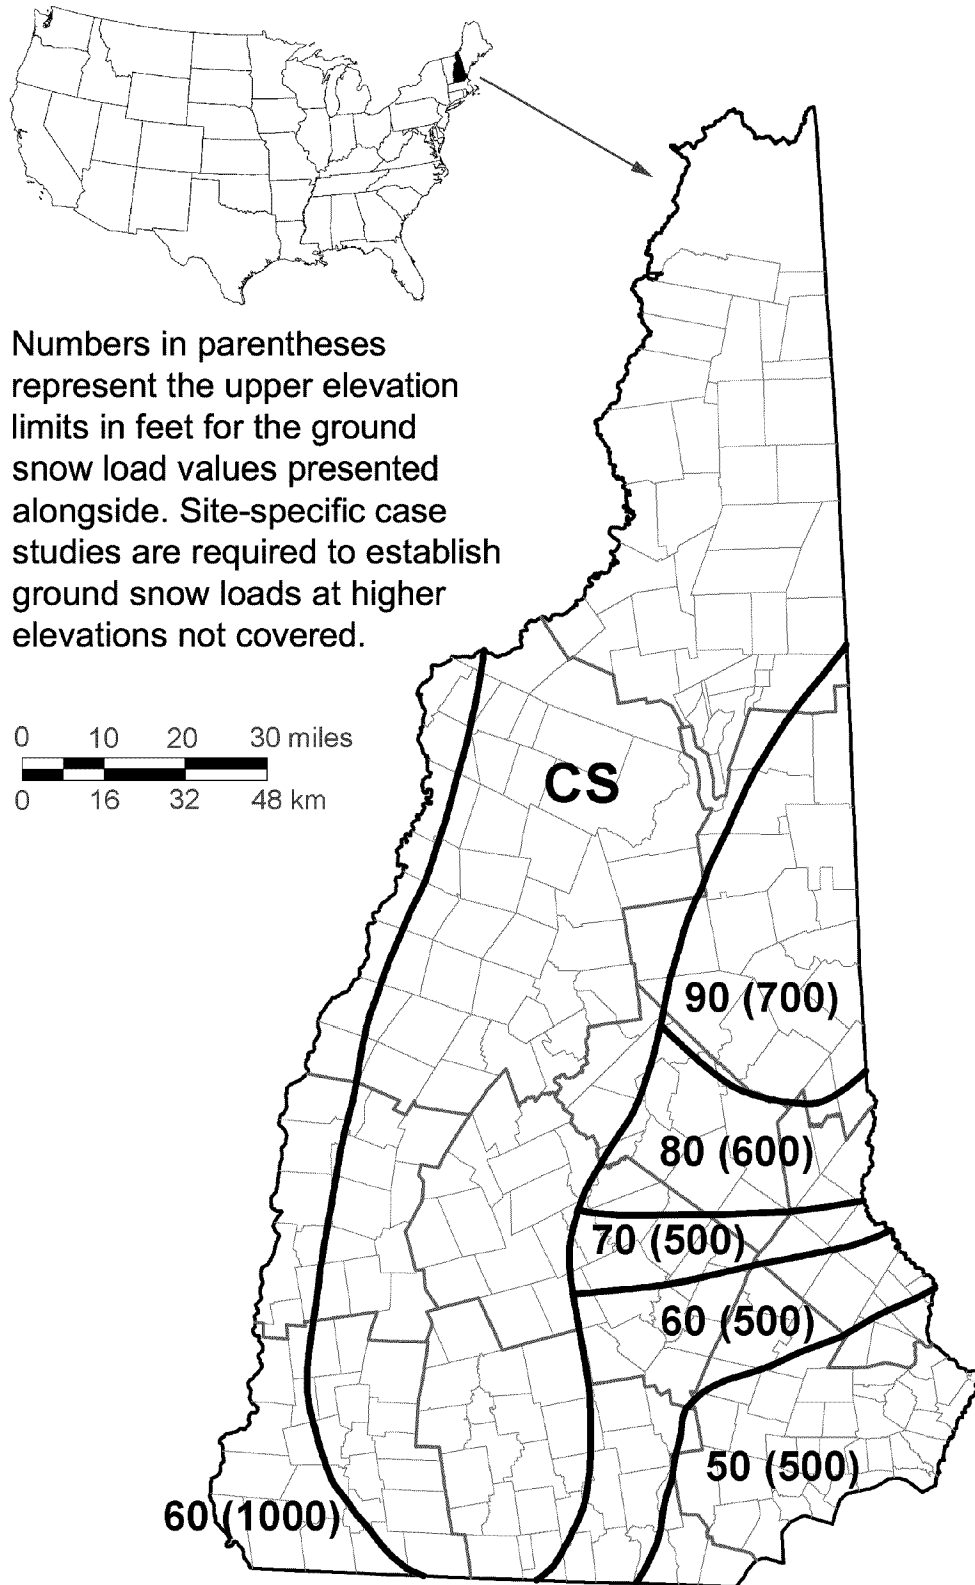 Numbers in parentheses
represent the upper elevation
limits in feet for the ground
snow load values presented
alongside. Site-specific case
studies are required to establish
ground snow loads at higher
elevations not covered.
0 10 20 30 miles
0 16 32 48 km
CS
90 (700)
80 (600)
70 (500)
60 (500)
50 (500)
60 (1000)